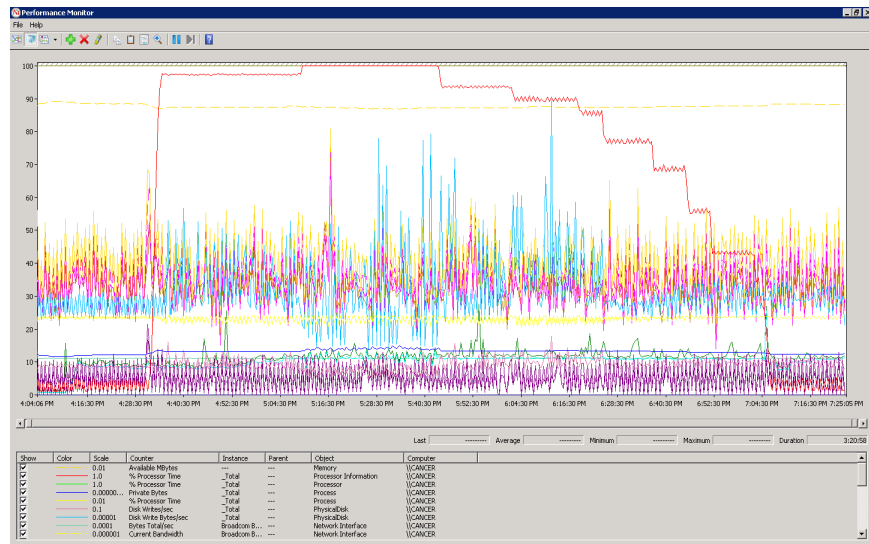 Performance Monitor
File Help
100
90
80
70
60
50
40
30
20
10
0
4:04:06 PM 4:16:30 PM 4:28:30 PM 4:40:30 PM 4:52:38 PM 5:04:38 PM 5:16:30 PM 5:28:30 PM 5:40:30 PM 5:52:38 PM 6:04:30 PM 6:16:30 PM 6:28:30 PM 6:40:30 PM 6:52:30 PM 7:04:30 PM 7:16:30 PM 7:25:05 PM
Last --------- Average --------- Minimum --------- Maximum --------- Duration 3:20:58
Show Color Scale Counter Instance Parent Object Computer
0.01 Available MBytes --- --- Memory \\CANCER
1.0 % Processor Time _Total --- Processor Information \\CANCER
1.0 % Processor Time _Total --- Processor \\CANCER
0.00000... Private Bytes _Total --- Process \\CANCER
0.01 % Processor Time _Total --- Process \\CANCER
0.1 Disk Writes/sec _Total --- PhysicalDisk \\CANCER
0.00001 Disk Write Bytes/sec _Total --- PhysicalDisk \\CANCER
0.0001 Bytes Total/sec Broadcom B... --- Network Interface \\CANCER
0.000001 Current Bandwidth Broadcom B... --- Network Interface \\CANCER